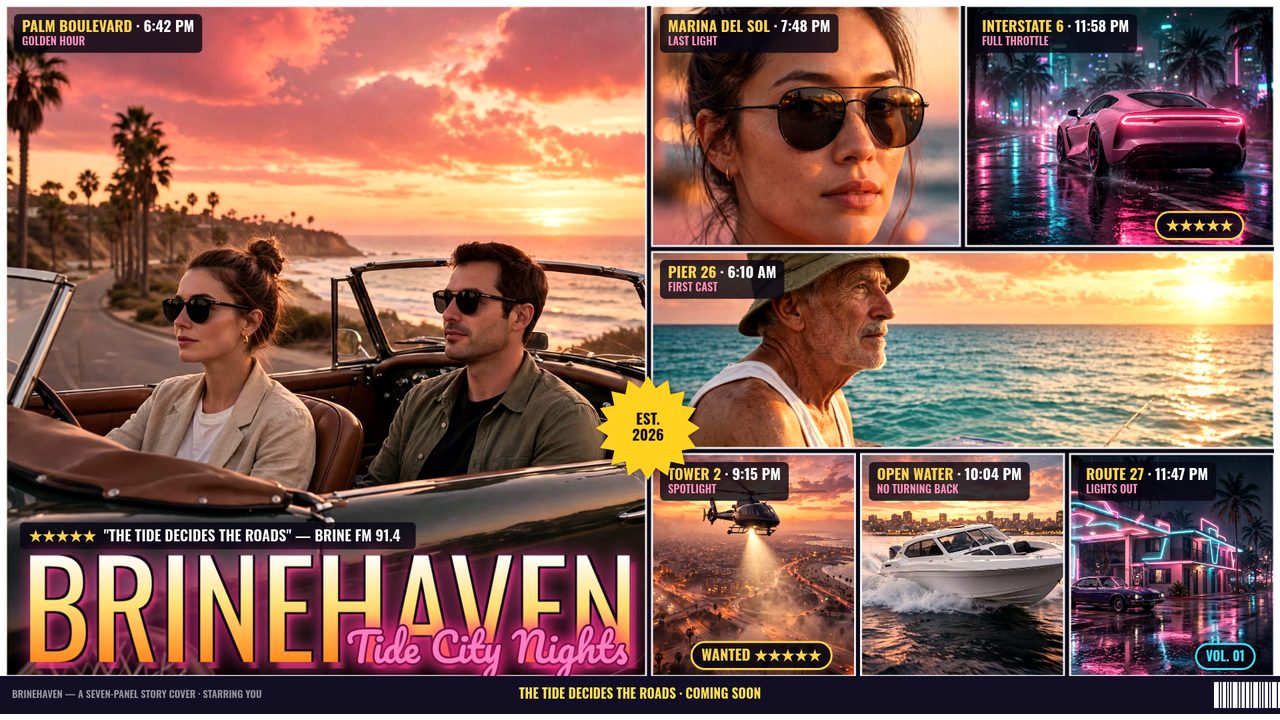 PALM BOULEVARD · 6:42 PM
GOLDEN HOUR
MARINA DEL SOL · 7:48 PM
LAST LIGHT
INTERSTATE 6 · 11:58 PM
FULL THROTTLE
★★★★★
PIER 26 · 6:10 AM
FIRST CAST
EST.
2026
TOWER 2 · 9:15 PM
SPOTLIGHT
WANTED ★★★★★
OPEN WATER · 10:04 PM
NO TURNING BACK
ROUTE 27 · 11:47 PM
LIGHTS OUT
VOL. 01
★★★★★ "THE TIDE DECIDES THE ROADS" — BRINE FM 91.4
BRINEHAVEN
Tide City Nights
BRINEHAVEN — A SEVEN-PANEL STORY COVER · STARRING YOU
THE TIDE DECIDES THE ROADS · COMING SOON